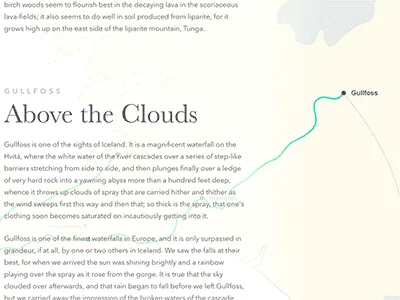 birch woods seem to flourish best in the decaying lava in the scoriaceous
lava-fields; it also seems to do well in soil produced from liparite, for it
grows high up on the east side of the liparite mountain, Tunga.
GULLFOSS
Above the Clouds
Gullfoss
Gullfoss is one of the sights of Iceland. It is a magnificent waterfall on the
Hvitá, where the white water of the river cascades over a series of step-like
barriers stretching from side to side, and then plunges finally over a ledge
of very hard rock into a yawning abyss more than a hundred feet deep,
whence it throws up clouds of spray that are carried hither and thither as
the wind sweeps first this way and then that; so thick is the spray, that one's
clothing soon becomes saturated on incautiously getting into it.
Gullfoss is one of the finest waterfalls in Europe, and it is only surpassed in
grandeur, if at all, by one or two others in Iceland. We saw the falls at their
best, for when we arrived the sun was shining brightly and a rainbow
playing over the spray as it rose from the gorge. It is true that the sky
clouded over afterwards, and that rain began to fall before we left Gullfoss,
but we carried away the impression of the broken waters of the cascade